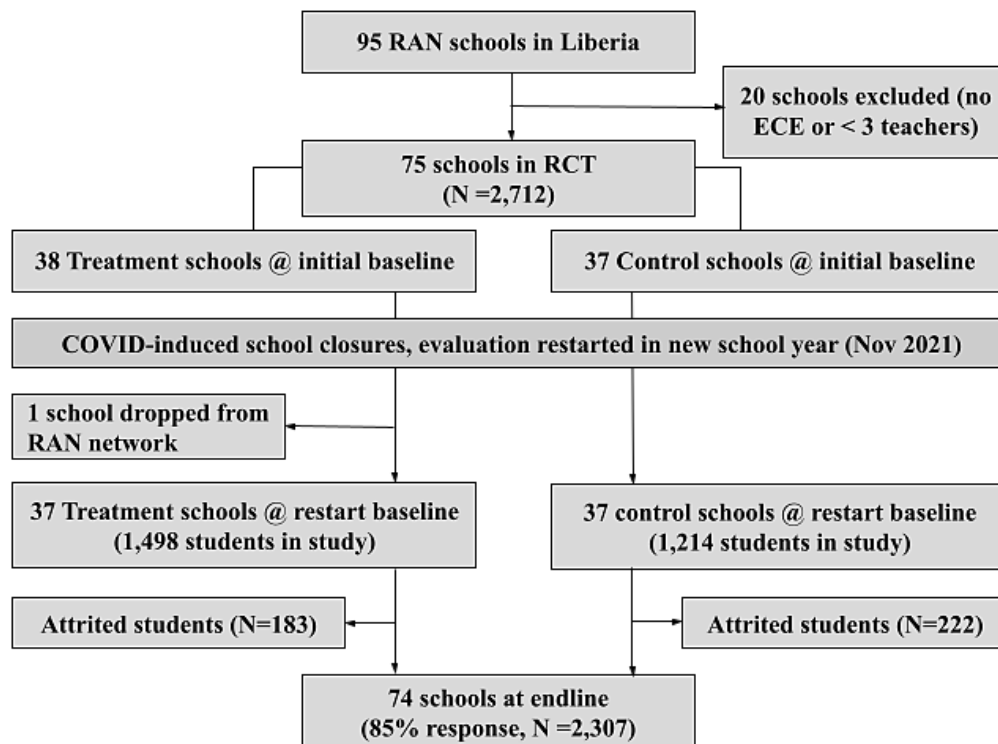 95 RAN schools in Liberia
20 schools excluded (no
ECE or < 3 teachers)
75 schools in RCT
(N =2,712)
38 Treatment schools @ initial baseline
37 Control schools @ initial baseline
COVID-induced school closures, evaluation restarted in new school year (Nov 2021)
1 school dropped from
RAN network
37 Treatment schools @ restart baseline
(1,498 students in study)
37 control schools @ restart baseline
(1,214 students in study)
Attrited students (N=183)
Attrited students (N=222)
74 schools at endline
(85% response, N =2,307)